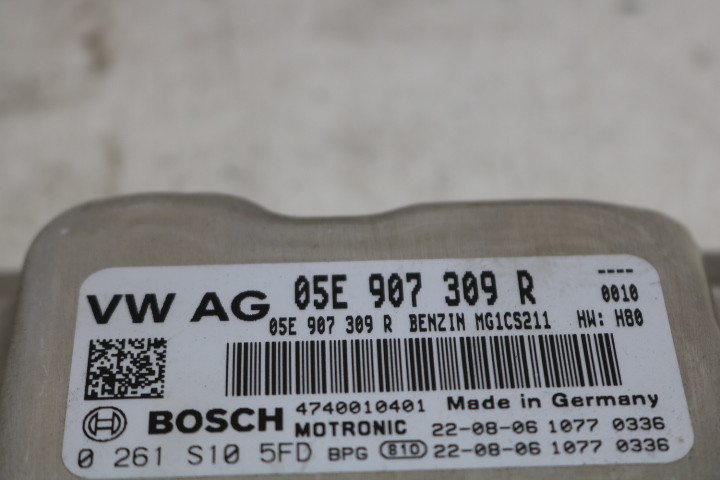 VW AG 05E 907 309 R ----
0010
05E 907 309 R BENZIN MG1CS211 HW: H80
BOSCH 4740010401 Made in Germany
MOTRONIC 22-08-06 1077 0336
0 261 S10 5FD BPG 810 22-08-06 1077 0336